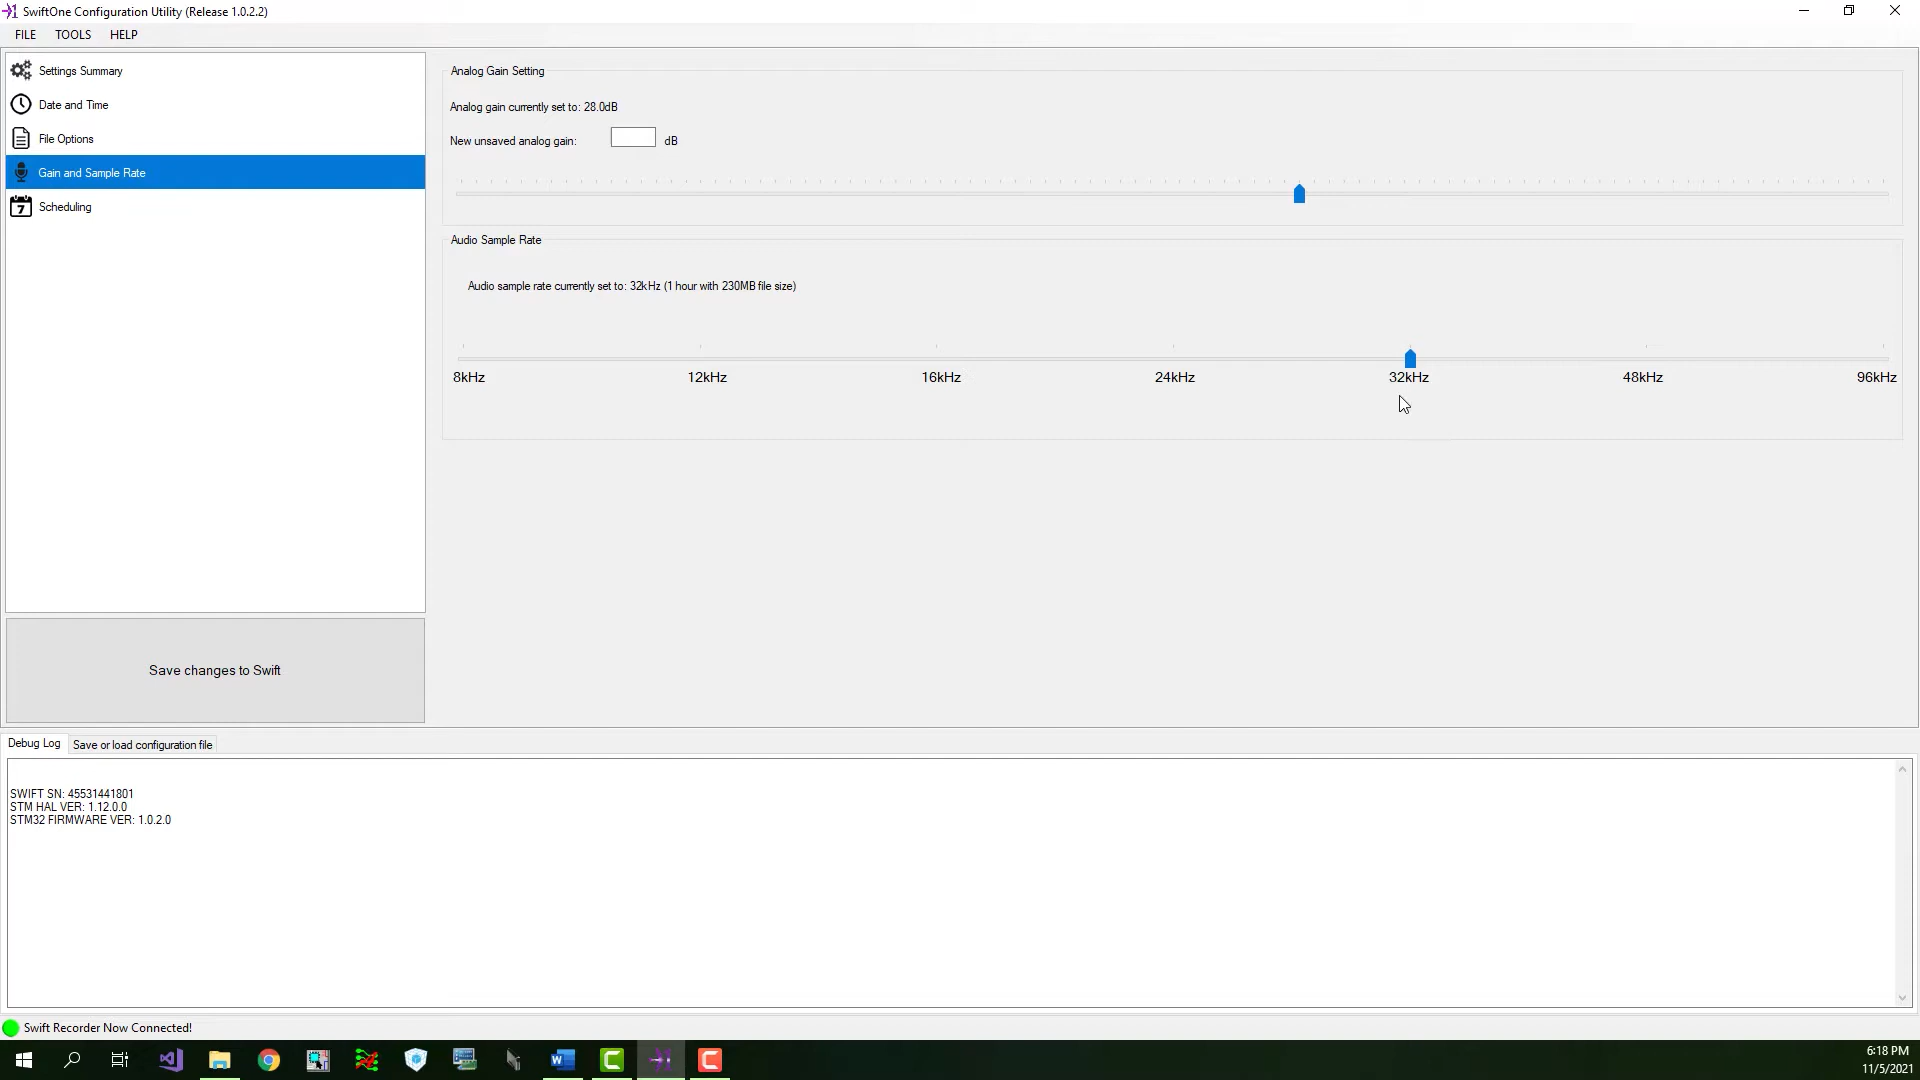 SwiftOne Configuration Utility (Release 1.0.2.2)
FILE TOOLS HELP
Settings Summary
Date and Time
File Options
Gain and Sample Rate
7 Scheduling
Save changes to Swift
Analog Gain Setting
Analog gain currently set to: 28.0dB
New unsaved analog gain: dB
Audio Sample Rate
Audio sample rate currently set to: 32kHz (1 hour with 230MB file size)
8kHz 12kHz 16kHz 24kHz 32kHz 48kHz 96kHz
Debug Log Save or load configuration file
SWIFT SN: 45531441801
STM HAL VER: 1.12.0.0
STM32 FIRMWARE VER: 1.0.2.0
Swift Recorder Now Connected!
6:18 PM
11/5/2021